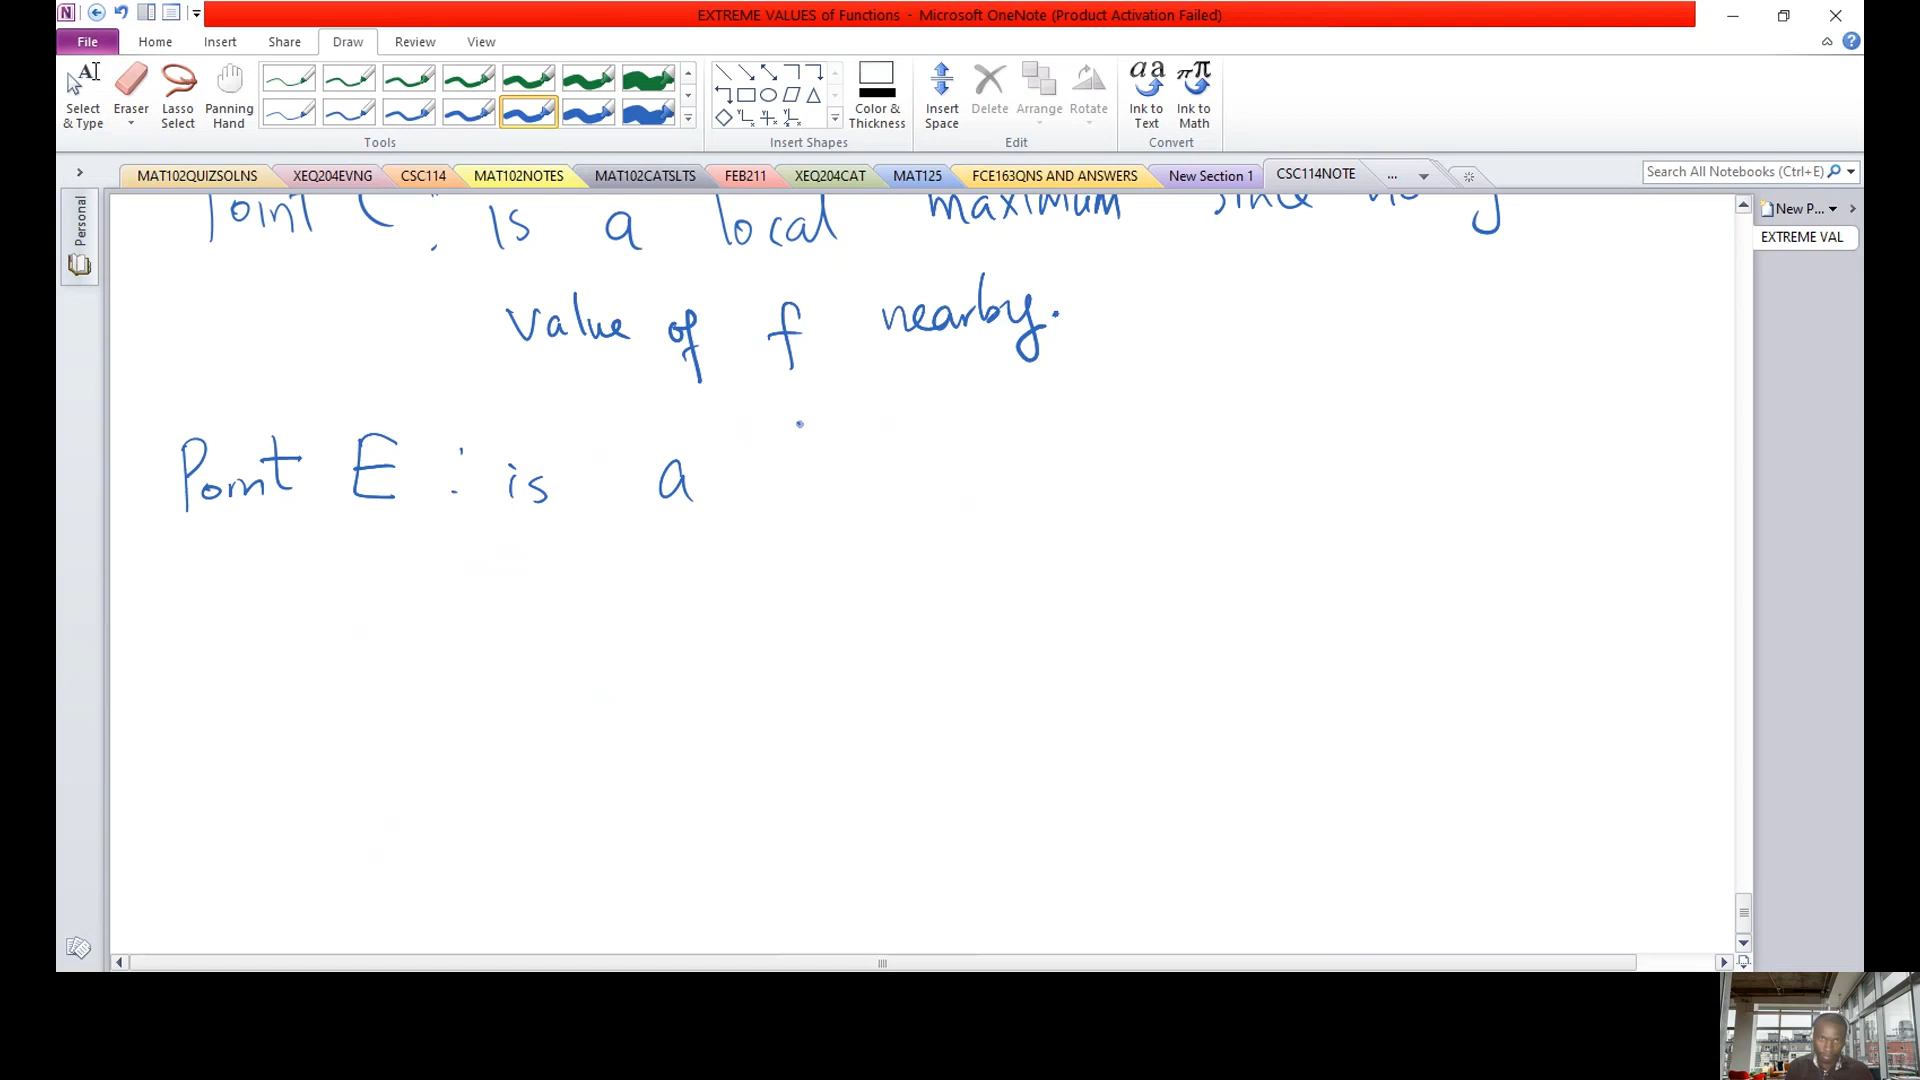 EXTREME VALUES of Functions - Microsoft OneNote (Product Activation Failed)
File Home Insert Share Draw Review View
Select & Type
Eraser
Lasso Select
Panning Hand
Color & Thickness
Insert Space
Delete
Arrange
Rotate
Ink to Text
Ink to Math
Tools Insert Shapes Edit Convert
MAT102QUIZSOLNS XEQ204EVNG CSC114 MAT102NOTES MAT102CATSLTS FEB211 XEQ204CAT MAT125 FCE163QNS AND ANSWERS New Section 1 CSC114NOTE ...
Search All Notebooks (Ctrl+E)
Personal
New P...
EXTREME VAL
Point C : is a local maximum since no
value of f nearby.
Point E : is a